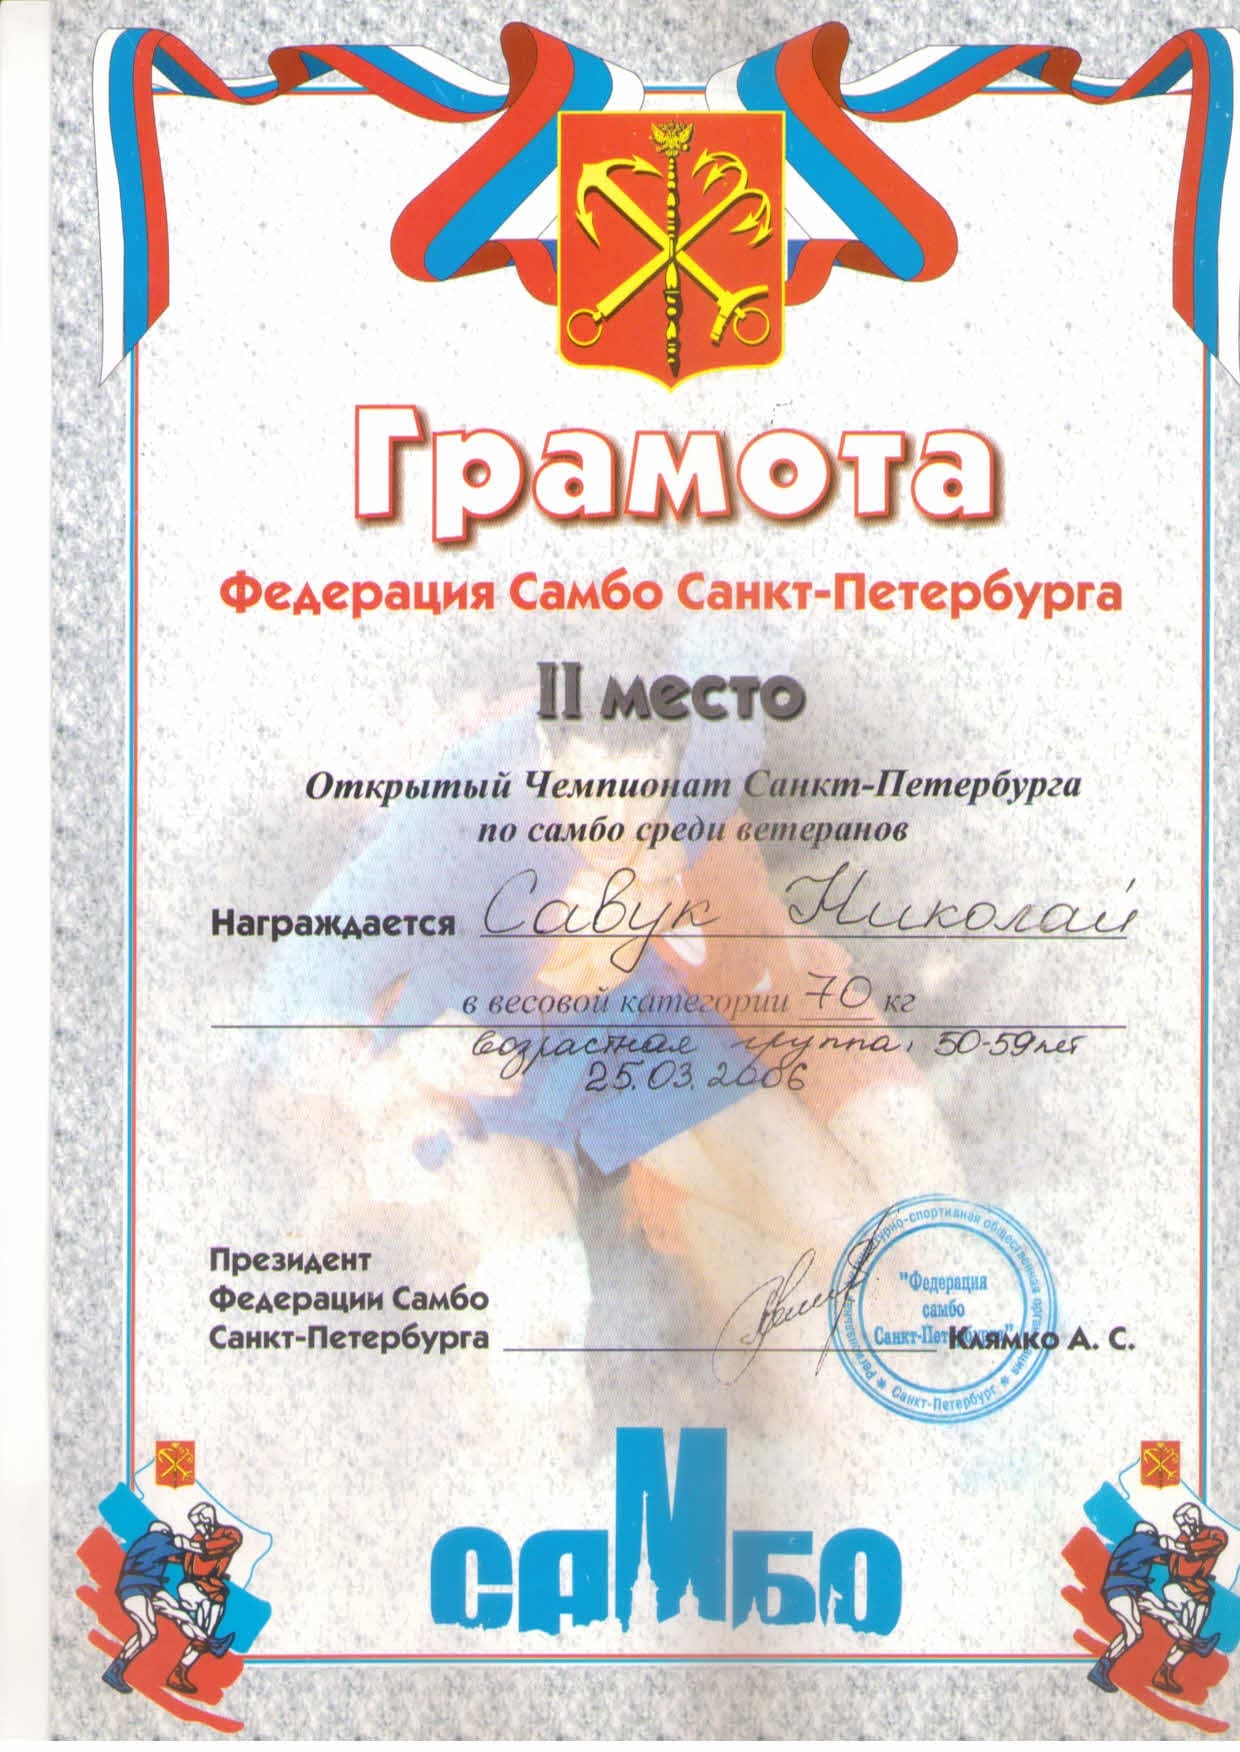 Грамота
Федерация Самбо Санкт-Петербурга
II место
Открытый Чемпионат Санкт-Петербурга
по самбо среди ветеранов
Награждается Савук Николай
в весовой категории 70 кг
возрастная группа: 50-59 лет
25.03.2006
Президент
Федерации Самбо
Санкт-Петербурга Клямко А. С.
"Федерация
самбо
Санкт-Петербурга"
Санкт-Петербург
САМБО